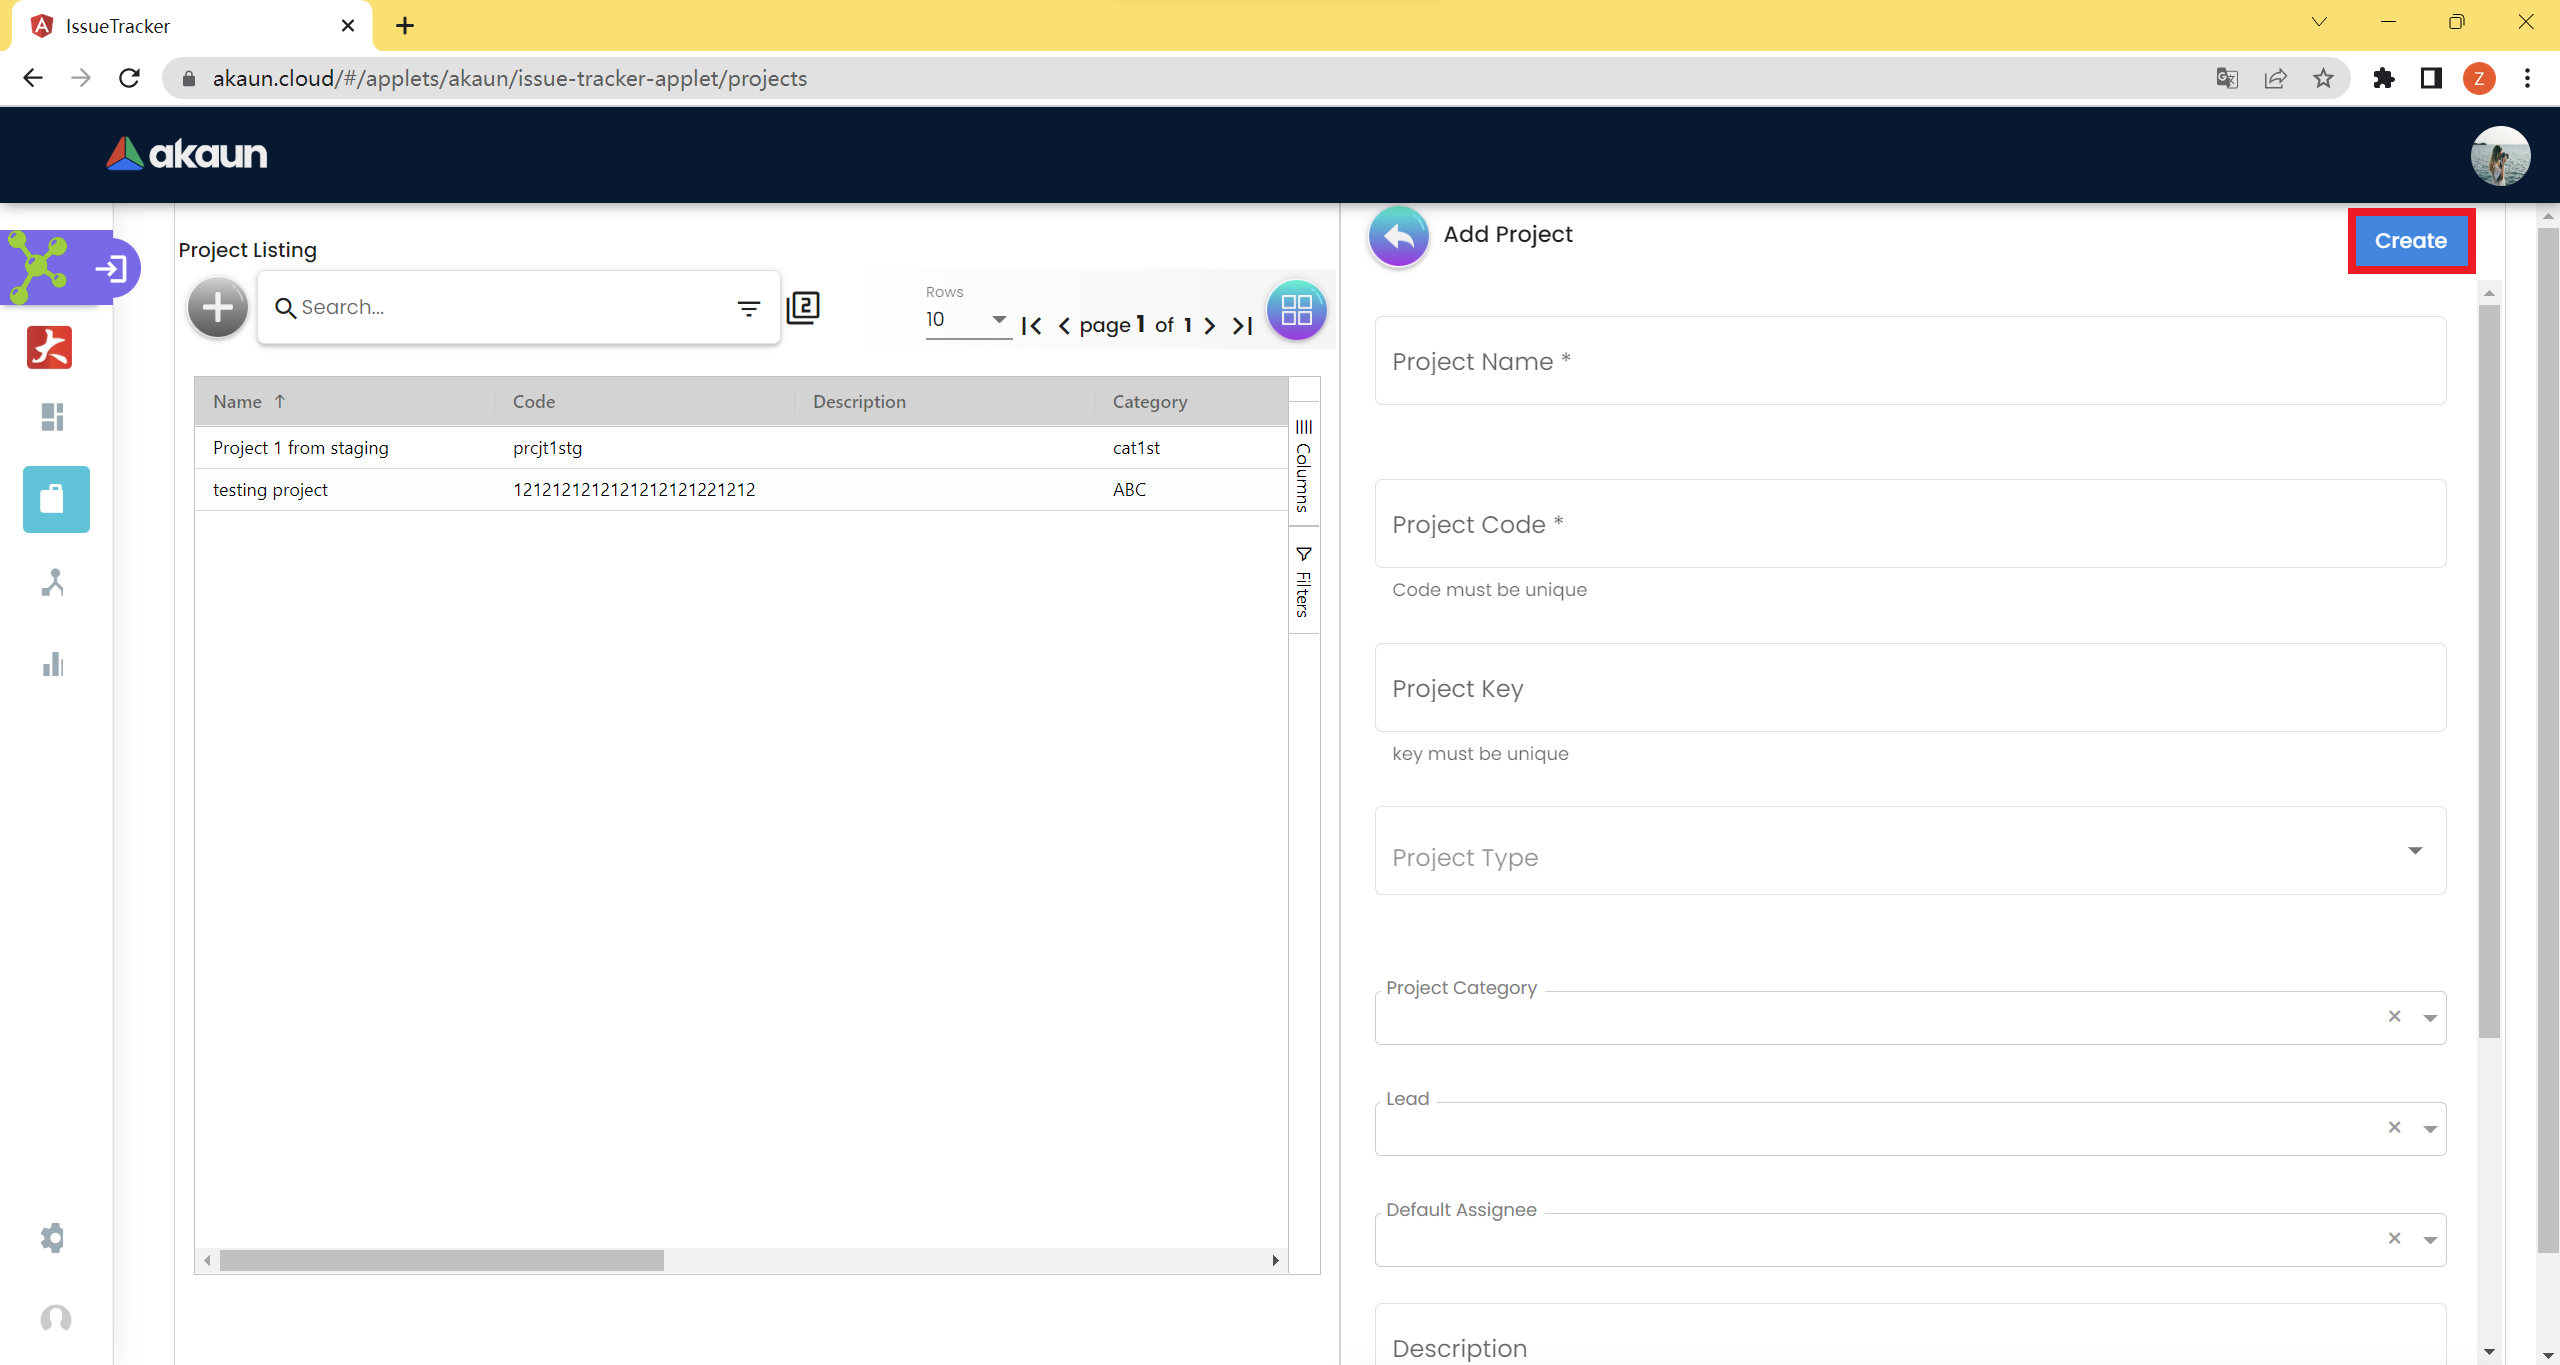 IssueTracker
akaun.cloud/#/applets/akaun/issue-tracker-applet/projects
Z
akaun
Project Listing
Search...
2
Rows
10
page 1 of 1
Name ↑ Code Description Category
Project 1 from staging prcjt1stg cat1st
testing project 1212121212121212121221212 ABC
Columns
Filters
Add Project
Create
Project Name *
Project Code *
Code must be unique
Project Key
key must be unique
Project Type
Project Category
Lead
Default Assignee
Description